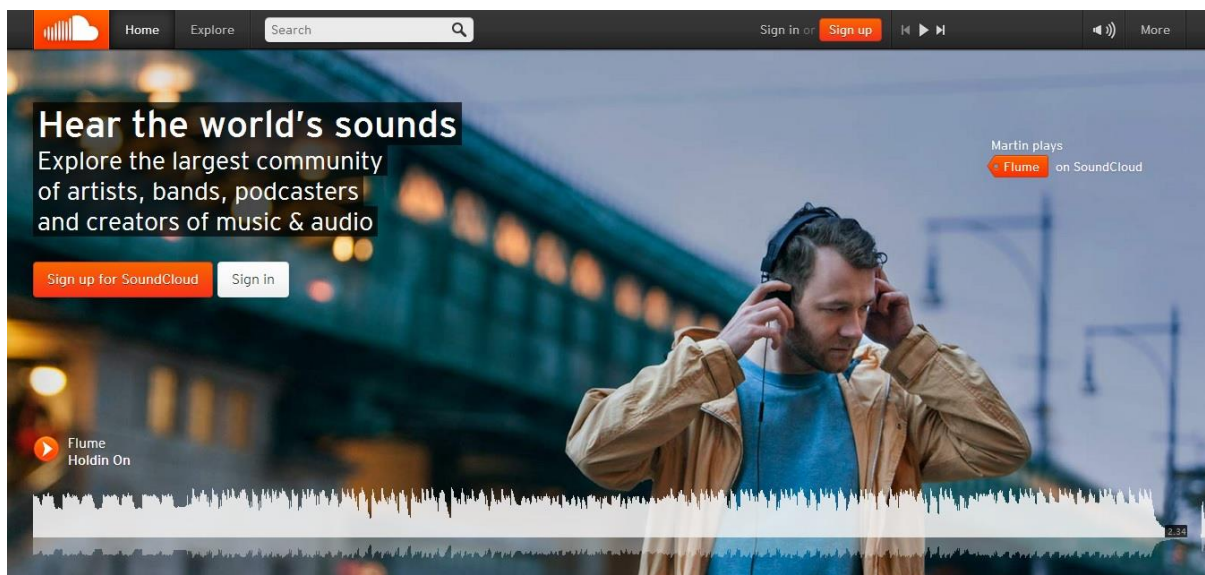 Home Explore Search Sign in or Sign up More
Hear the world's sounds
Explore the largest community
of artists, bands, podcasters
and creators of music & audio
Martin plays
Flume on SoundCloud
Sign up for SoundCloud Sign in
Flume
Holdin On
2.34